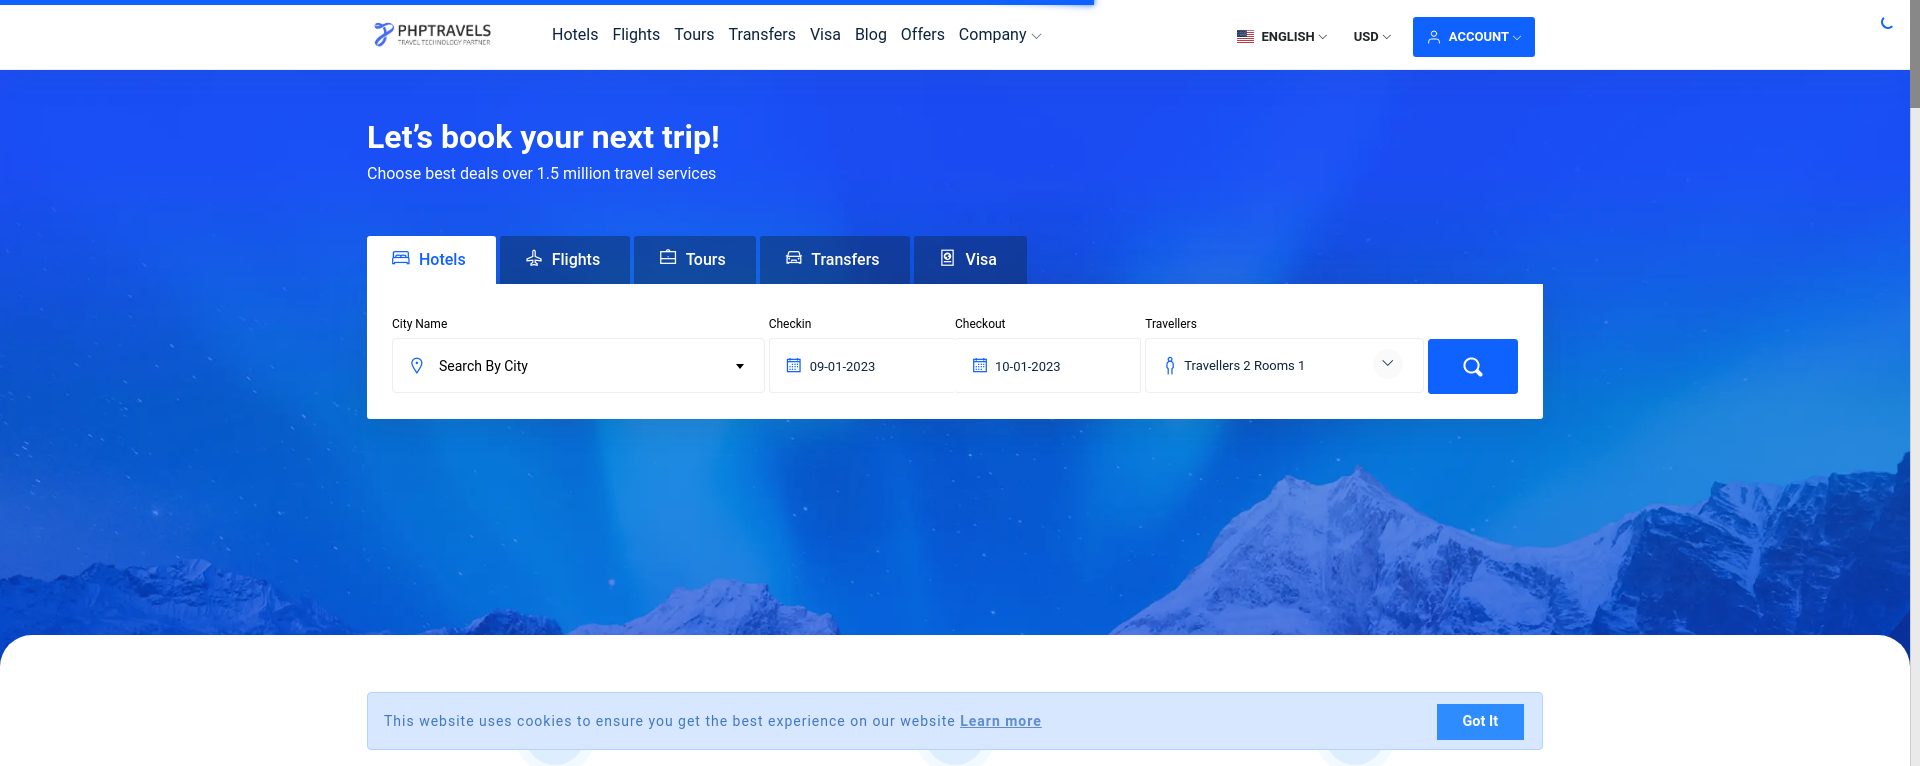 PHPTRAVELS
TRAVEL TECHNOLOGY PARTNER
Hotels Flights Tours Transfers Visa Blog Offers Company
ENGLISH USD ACCOUNT
Let’s book your next trip!
Choose best deals over 1.5 million travel services
Hotels Flights Tours Transfers Visa
City Name Checkin Checkout Travellers
Search By City 09-01-2023 10-01-2023 Travellers 2 Rooms 1
This website uses cookies to ensure you get the best experience on our website Learn more
Got It